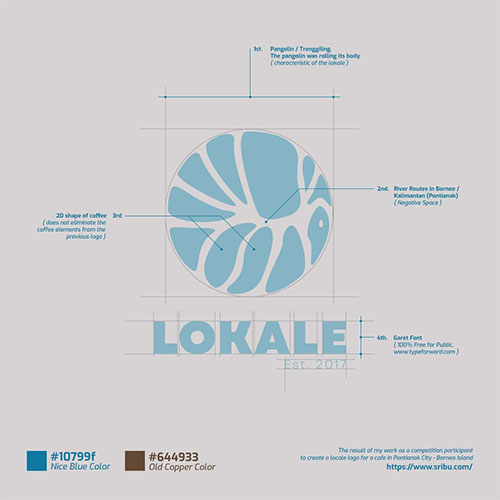 1st. Pangolin / Trenggiling.
The pangolin was rolling its body
( characteristic of the lokale )
2nd. River Routes in Borneo /
Kalimantan (Pontianak)
( Negative Space )
2D shape of coffee 3rd
( does not eliminate the
coffee elements from the
previous logo )
LOKALE
Est. 2017
4th. Garet Font
( 100% Free for Public.
www.typeforward.com )
#10799f
Nice Blue Color
#644933
Old Copper Color
The result of my work as a competition participant
to create a locale logo for a cafe in Pontianak City - Borneo Island
https://www.sribu.com/